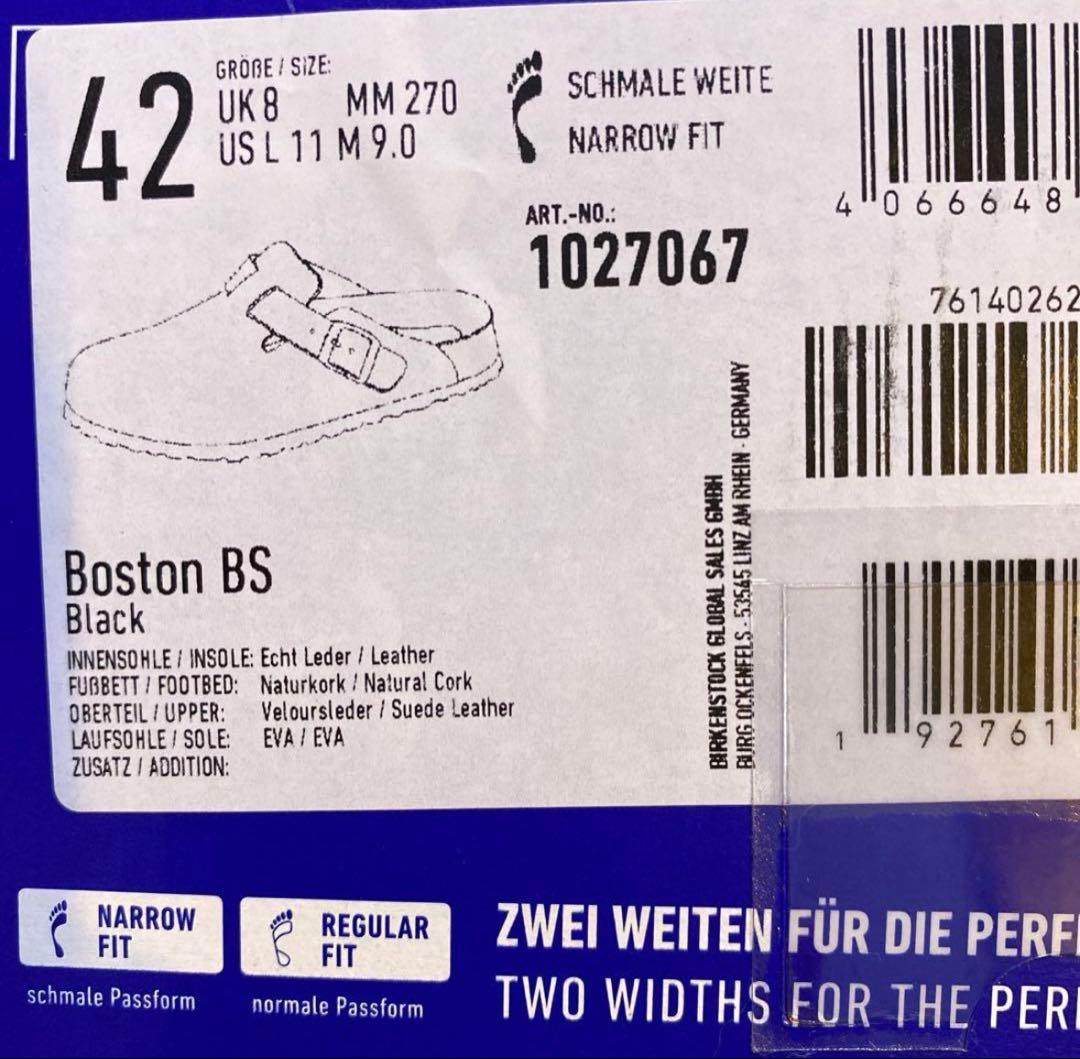 42
GRÖẞE / SIZE:
UK 8 MM 270
US L 11 M 9.0
SCHMALE WEITE
NARROW FIT
ART.-NO.:
1027067
4 066648
76140262
Boston BS
Black
INNENSOHLE / INSOLE: Echt Leder / Leather
FUẞBETT / FOOTBED: Naturkork / Natural Cork
OBERTEIL / UPPER: Veloursleder / Suede Leather
LAUFSOHLE / SOLE: EVA / EVA
ZUSATZ / ADDITION:
BIRKENSTOCK GLOBAL SALES GMBH
BURG OCKENFELS - 53545 LINZ AM RHEIN - GERMANY
1 92761
NARROW
FIT
schmale Passform
REGULAR
FIT
normale Passform
ZWEI WEITEN FÜR DIE PERF
TWO WIDTHS FOR THE PER